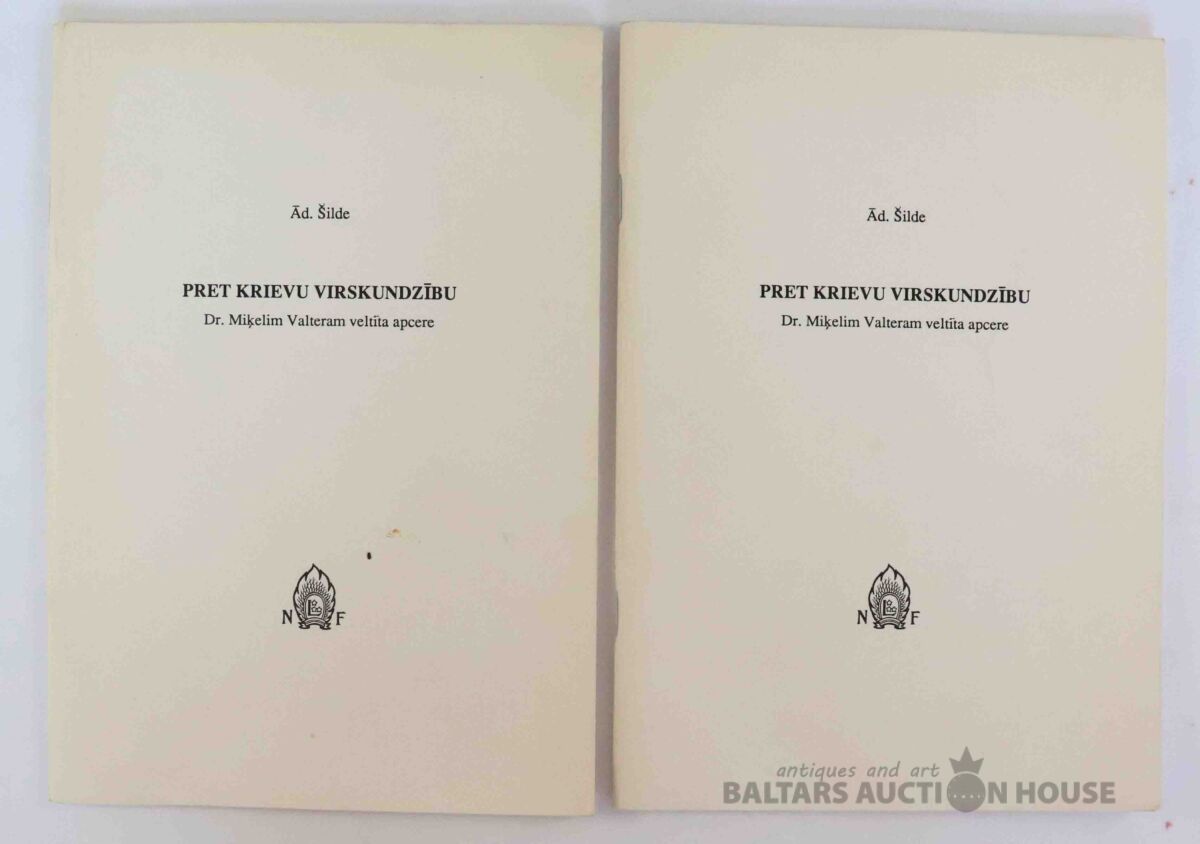 Ād. Šilde
PRET KRIEVU VIRSKUNDZĪBU
Dr. Miķelim Valteram veltīta apcere
N F
Ād. Šilde
PRET KRIEVU VIRSKUNDZĪBU
Dr. Miķelim Valteram veltīta apcere
N F
antiques and art
BALTARS AUCTION HOUSE